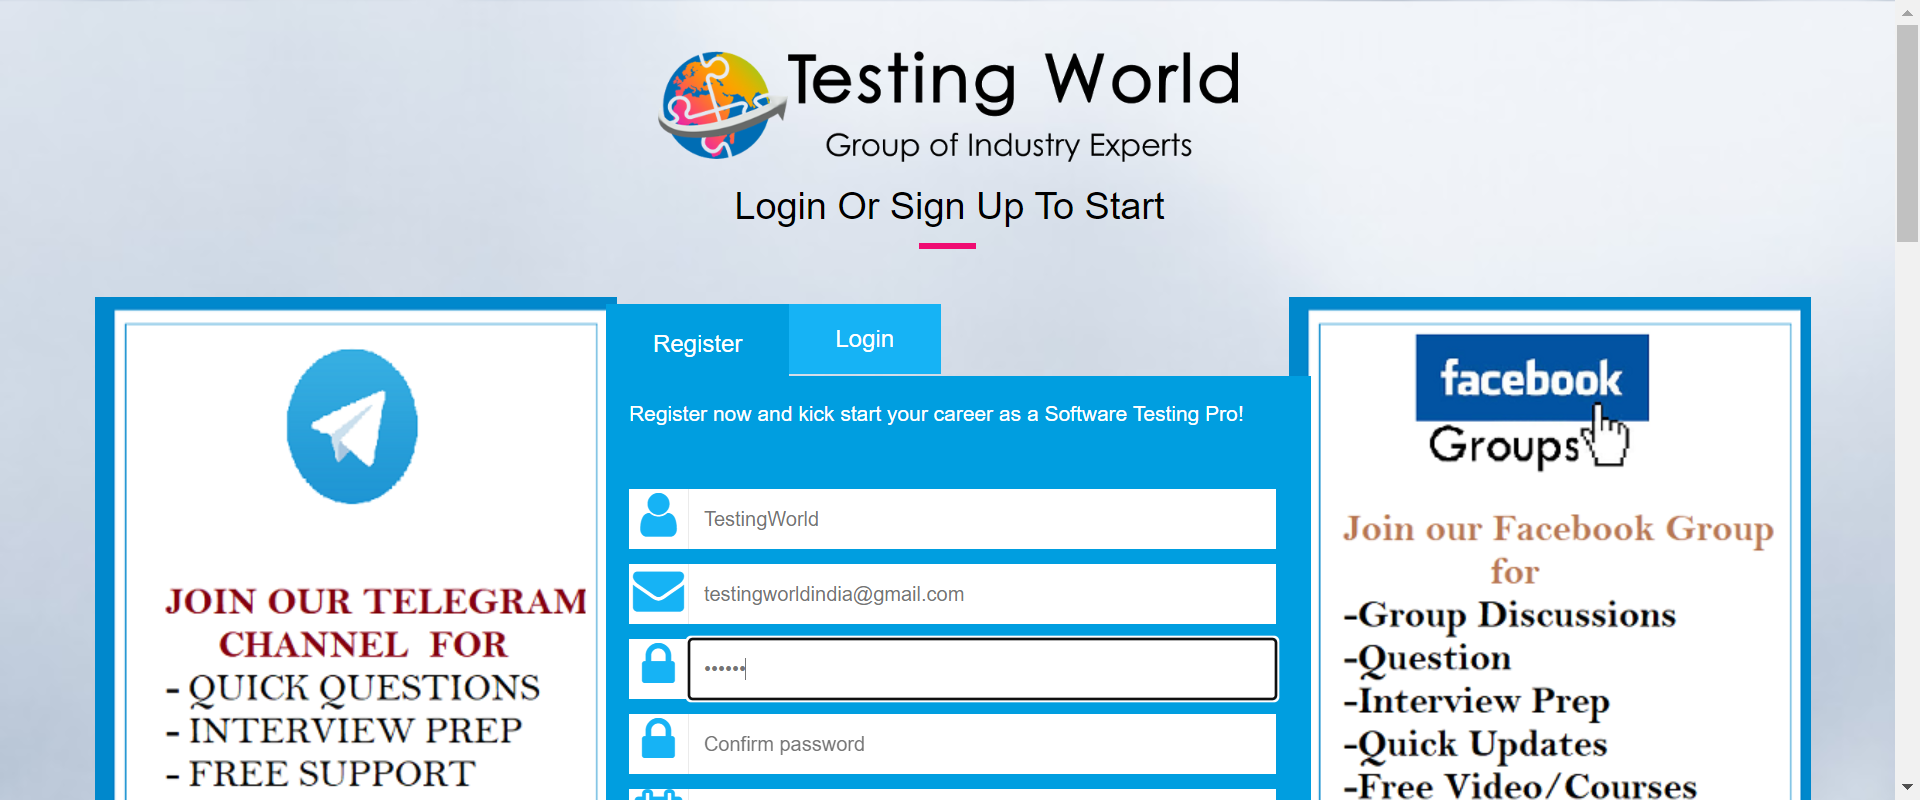 Testing World
Group of Industry Experts
Login Or Sign Up To Start
JOIN OUR TELEGRAM
CHANNEL FOR
- QUICK QUESTIONS
- INTERVIEW PREP
- FREE SUPPORT
Register
Login
Register now and kick start your career as a Software Testing Pro!
TestingWorld
testingworldindia@gmail.com
••••••
Confirm password
facebook
Groups
Join our Facebook Group
for
-Group Discussions
-Question
-Interview Prep
-Quick Updates
-Free Video/Courses